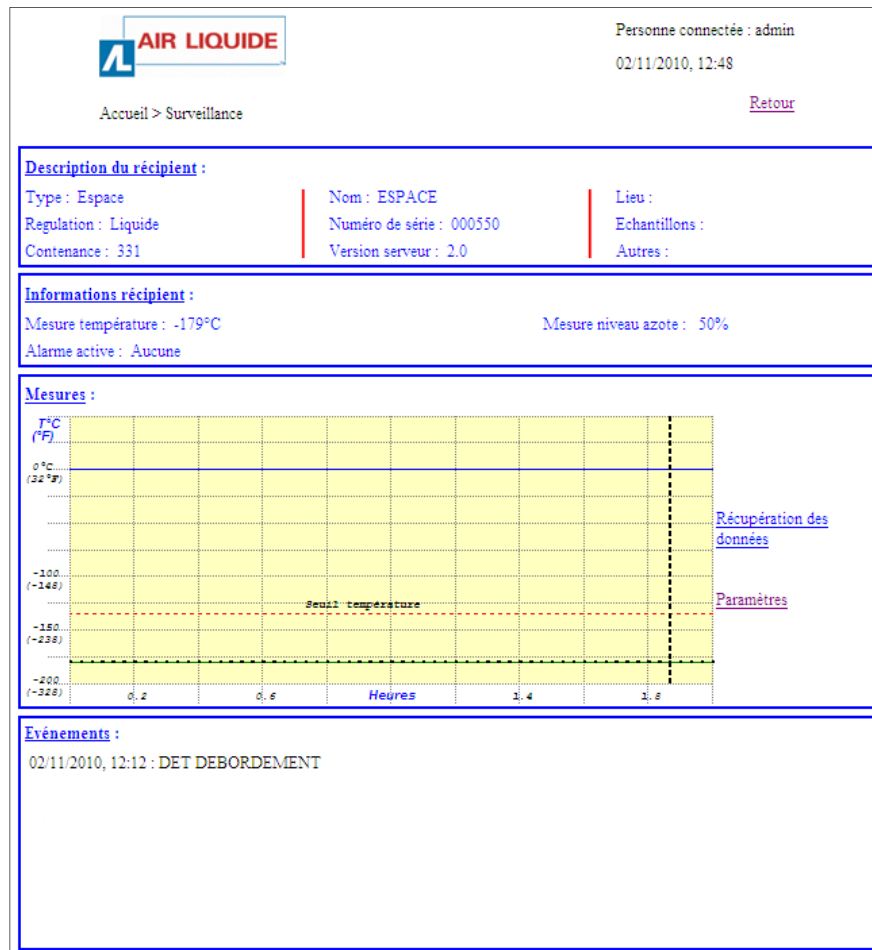 AIR LIQUIDE
Personne connectée : admin
02/11/2010, 12:48
Retour
Accueil > Surveillance
Description du récipient :
Type : Espace
Nom : ESPACE
Lieu :
Regulation : Liquide
Numéro de série : 000550
Echantillons :
Contenance : 331
Version serveur : 2.0
Autres :
Informations récipient :
Mesure température : -179°C
Mesure niveau azote : 50%
Alarme active : Aucune
Mesures :
T°C
(°F)
0°C
(32°F)
Récupération des
données
-100
(-148)
Seuil température
Paramètres
-150
(-238)
-200
(-328)
0.2
0.6
Heures
1.4
1.8
Evénements :
02/11/2010, 12:12 : DET DEBORDEMENT